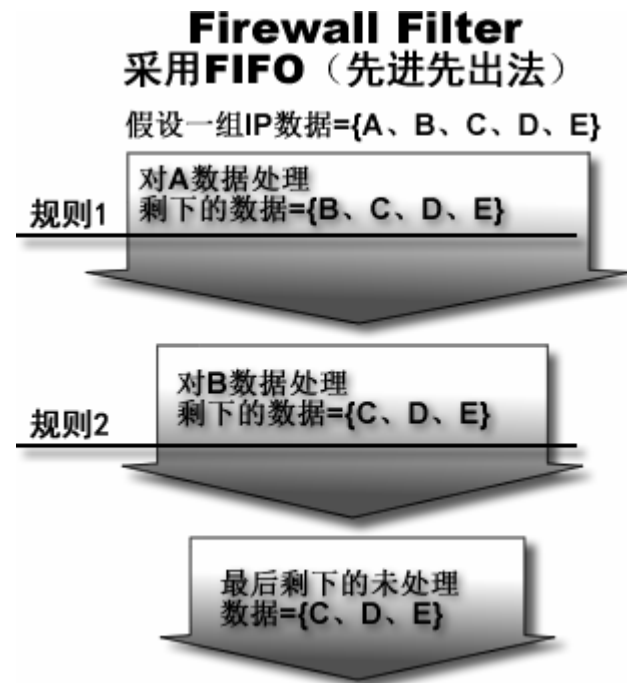 Firewall Filter
采用FIFO（先进先出法）
假设一组IP数据={A、B、C、D、E}
对A数据处理
规则1
剩下的数据={B、C、D、E}
对B数据处理
规则2
剩下的数据={C、D、E}
最后剩下的未处理
数据={C、D、E}